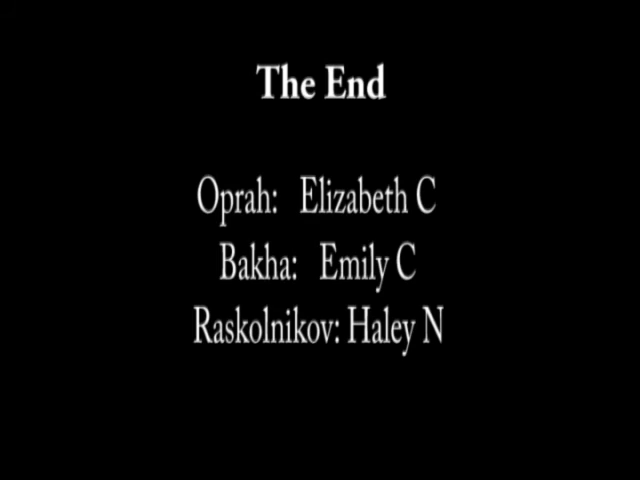 The End
Oprah: Elizabeth C
Bakha: Emily C
Raskolnikov: Haley N